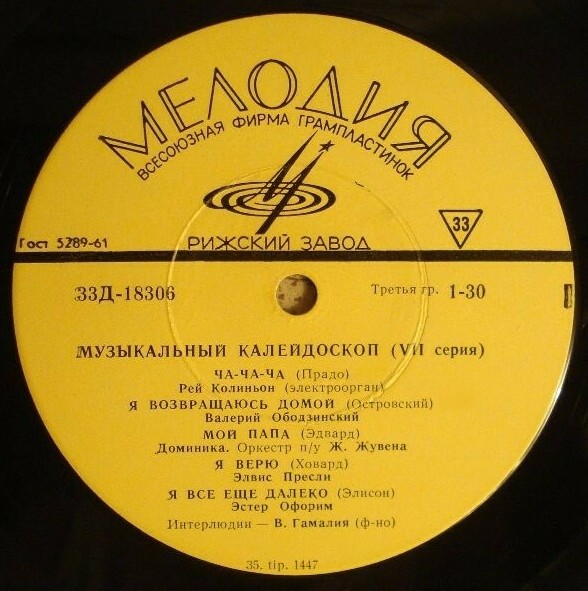 МЕЛОДИЯ
ВСЕСОЮЗНАЯ ФИРМА ГРАМПЛАСТИНОК
Гост 5289-61
РИЖСКИЙ ЗАВОД
33
33Д-18306
Третья гр. 1-30
МУЗЫКАЛЬНЫЙ КАЛЕЙДОСКОП (VII серия)
ЧА-ЧА-ЧА (Прадо)
Рей Колиньон (электроорган)
Я ВОЗВРАЩАЮСЬ ДОМОЙ (Островский)
Валерий Ободзинский
МОЙ ПАПА (Эдвард)
Доминика. Оркестр п/у Ж. Жувена
Я ВЕРЮ (Ховард)
Элвис Пресли
Я ВСЕ ЕЩЕ ДАЛЕКО (Элисон)
Эстер Офорим
Интерлюдии — В. Гамалия (ф-но)
35. tip. 1447